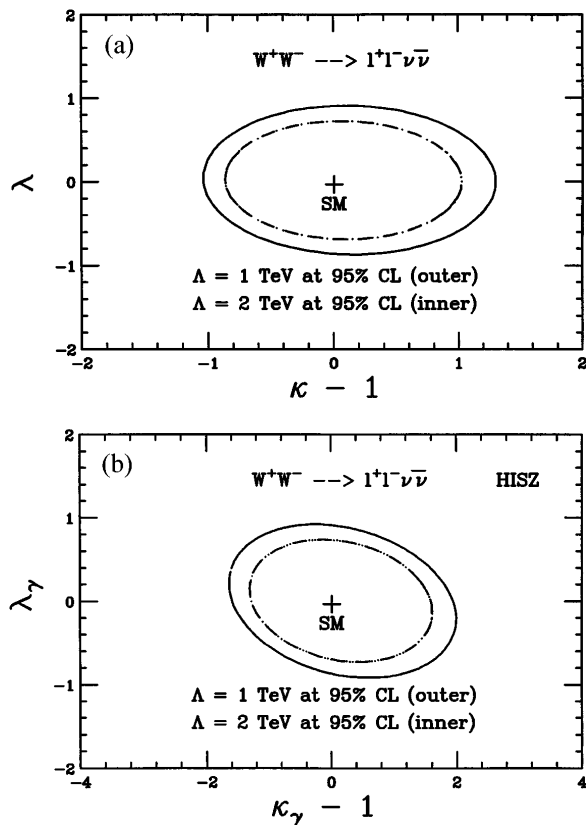 (a)
W⁺W⁻ --> l⁺l⁻νν̅
2
1
0
-1
-2
λ
SM
Λ = 1 TeV at 95% CL (outer)
Λ = 2 TeV at 95% CL (inner)
-2 -1 0 1 2
κ - 1
(b)
W⁺W⁻ --> l⁺l⁻νν̅ HISZ
2
1
0
-1
-2
λγ
SM
Λ = 1 TeV at 95% CL (outer)
Λ = 2 TeV at 95% CL (inner)
-4 -2 0 2 4
κγ - 1